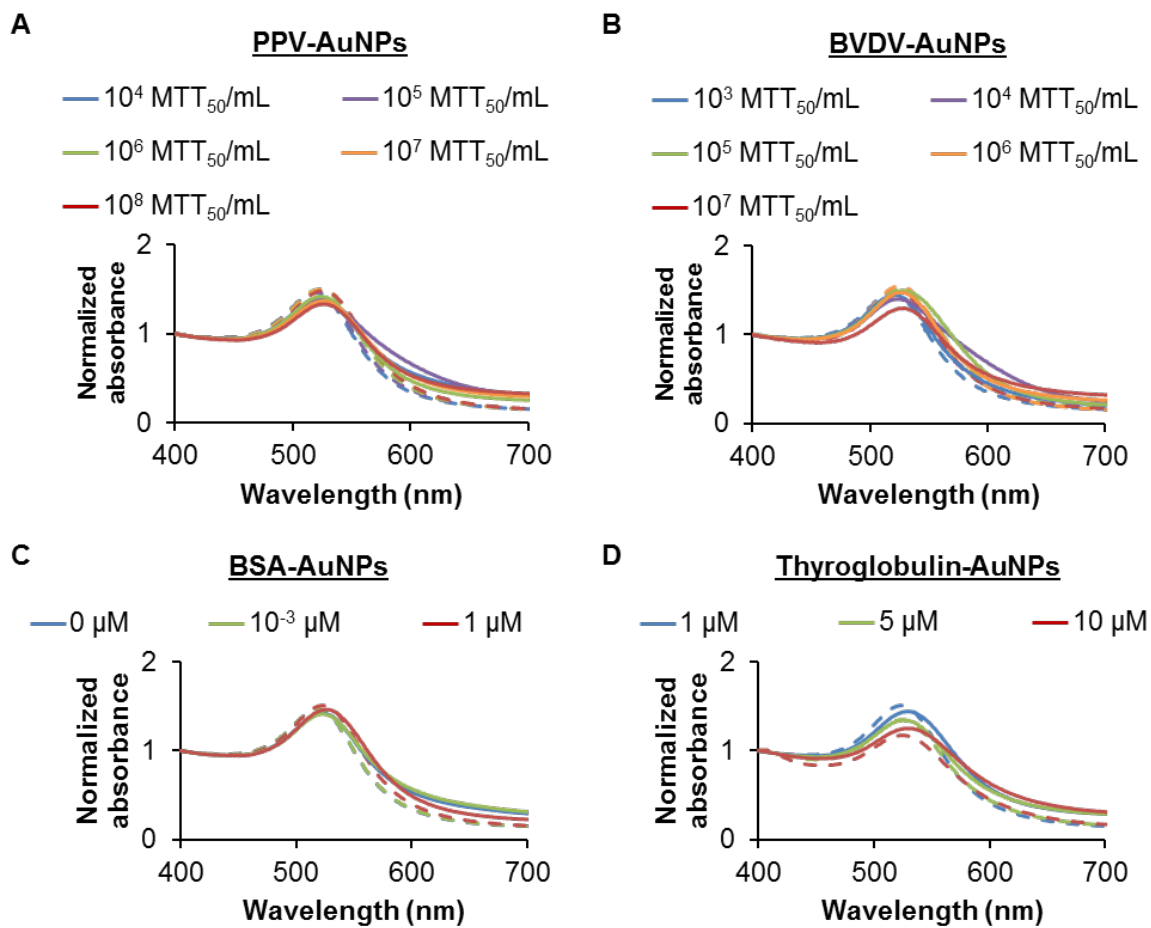 A
PPV-AuNPs
10⁴ MTT₅₀/mL 10⁵ MTT₅₀/mL
10⁶ MTT₅₀/mL 10⁷ MTT₅₀/mL
10⁸ MTT₅₀/mL
Normalized absorbance
2
1
0
400 500 600 700
Wavelength (nm)
B
BVDV-AuNPs
10³ MTT₅₀/mL 10⁴ MTT₅₀/mL
10⁵ MTT₅₀/mL 10⁶ MTT₅₀/mL
10⁷ MTT₅₀/mL
Normalized absorbance
2
1
0
400 500 600 700
Wavelength (nm)
C
BSA-AuNPs
0 µM 10⁻³ µM 1 µM
Normalized absorbance
2
1
0
400 500 600 700
Wavelength (nm)
D
Thyroglobulin-AuNPs
1 µM 5 µM 10 µM
Normalized absorbance
2
1
0
400 500 600 700
Wavelength (nm)